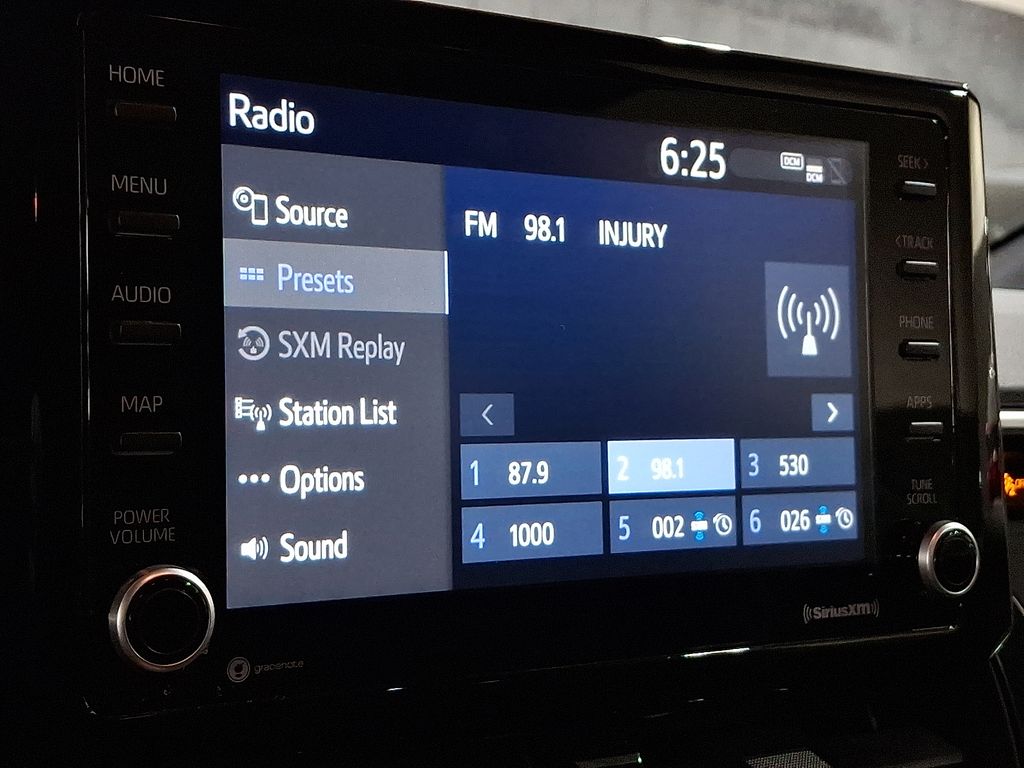 HOME
MENU
AUDIO
MAP
POWER
VOLUME
Radio
6:25
DCM
DCM
Source
Presets
SXM Replay
Station List
Options
Sound
FM 98.1 INJURY
<
>
1 87.9
2 98.1
3 530
4 1000
5 002
6 026
SEEK >
< TRACK
PHONE
APPS
TUNE
SCROLL
gracenote
((SiriusXM))